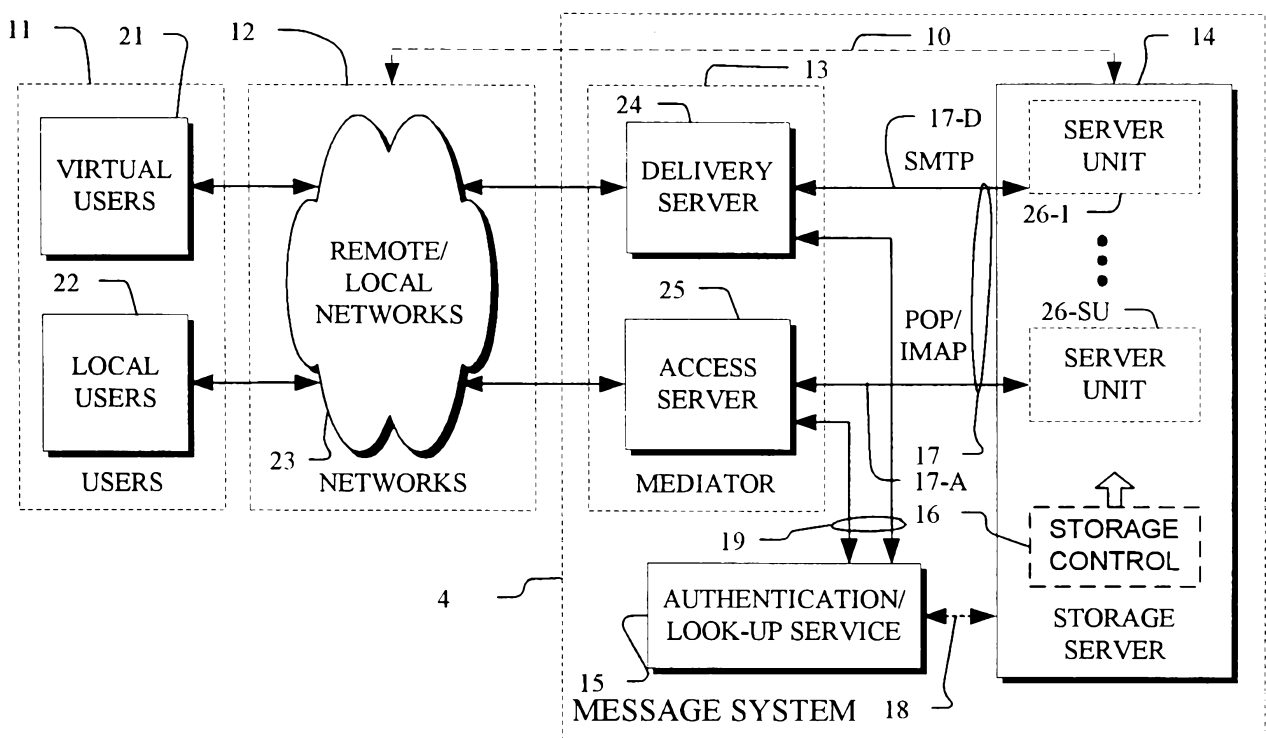 11
21
12
10
14
13
24
17-D
SMTP
VIRTUAL
USERS
DELIVERY
SERVER
SERVER
UNIT
26-1
REMOTE/
LOCAL
NETWORKS
22
25
POP/
IMAP
26-SU
LOCAL
USERS
ACCESS
SERVER
SERVER
UNIT
23
17
17-A
USERS
NETWORKS
MEDIATOR
16
19
STORAGE
CONTROL
4
AUTHENTICATION/
LOOK-UP SERVICE
STORAGE
SERVER
15
18
MESSAGE SYSTEM